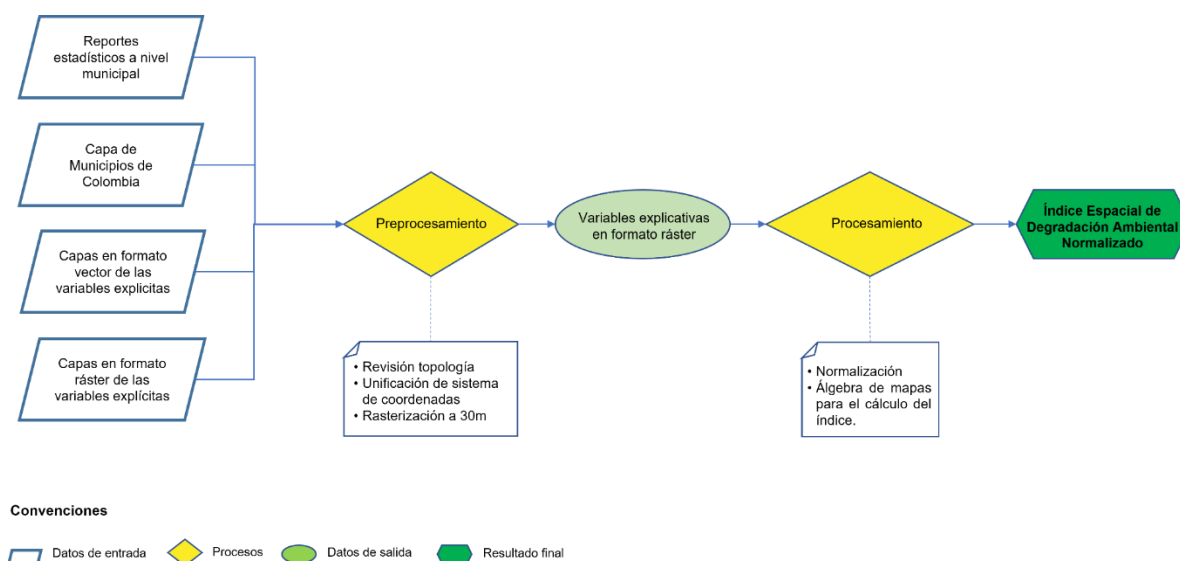 Reportes
estadísticos a nivel
municipal
Capa de
Municipios de
Colombia
Capas en formato
vector de las
variables explicitas
Capas en formato
ráster de las
variables explícitas
Preprocesamiento
• Revisión topología
• Unificación de sistema
de coordenadas
• Rasterización a 30m
Variables explicativas
en formato ráster
Procesamiento
• Normalización
• Álgebra de mapas
para el cálculo del
índice.
Índice Espacial de
Degradación Ambiental
Normalizado
Convenciones
Datos de entrada
Procesos
Datos de salida
Resultado final